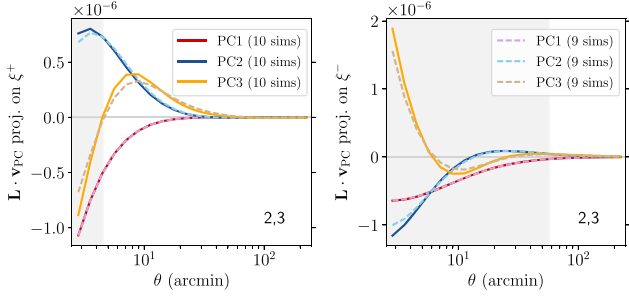 ×10⁻⁶
L · v_PC proj. on ξ⁺
0.5
0.0
−0.5
−1.0
PC1 (10 sims)
PC2 (10 sims)
PC3 (10 sims)
2,3
10¹
10²
θ (arcmin)
×10⁻⁶
L · v_PC proj. on ξ⁻
2
1
0
−1
PC1 (9 sims)
PC2 (9 sims)
PC3 (9 sims)
2,3
10¹
10²
θ (arcmin)